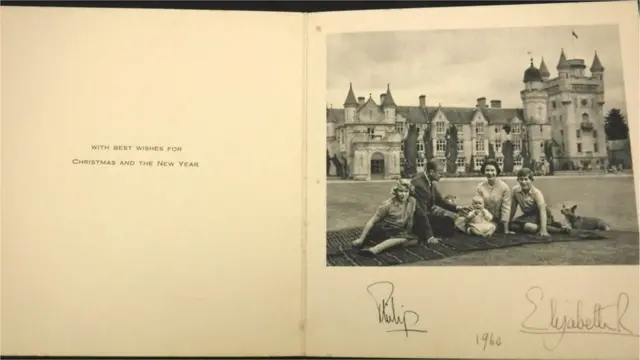 WITH BEST WISHES FOR
CHRISTMAS AND THE NEW YEAR
Philip
1960
Elizabeth R